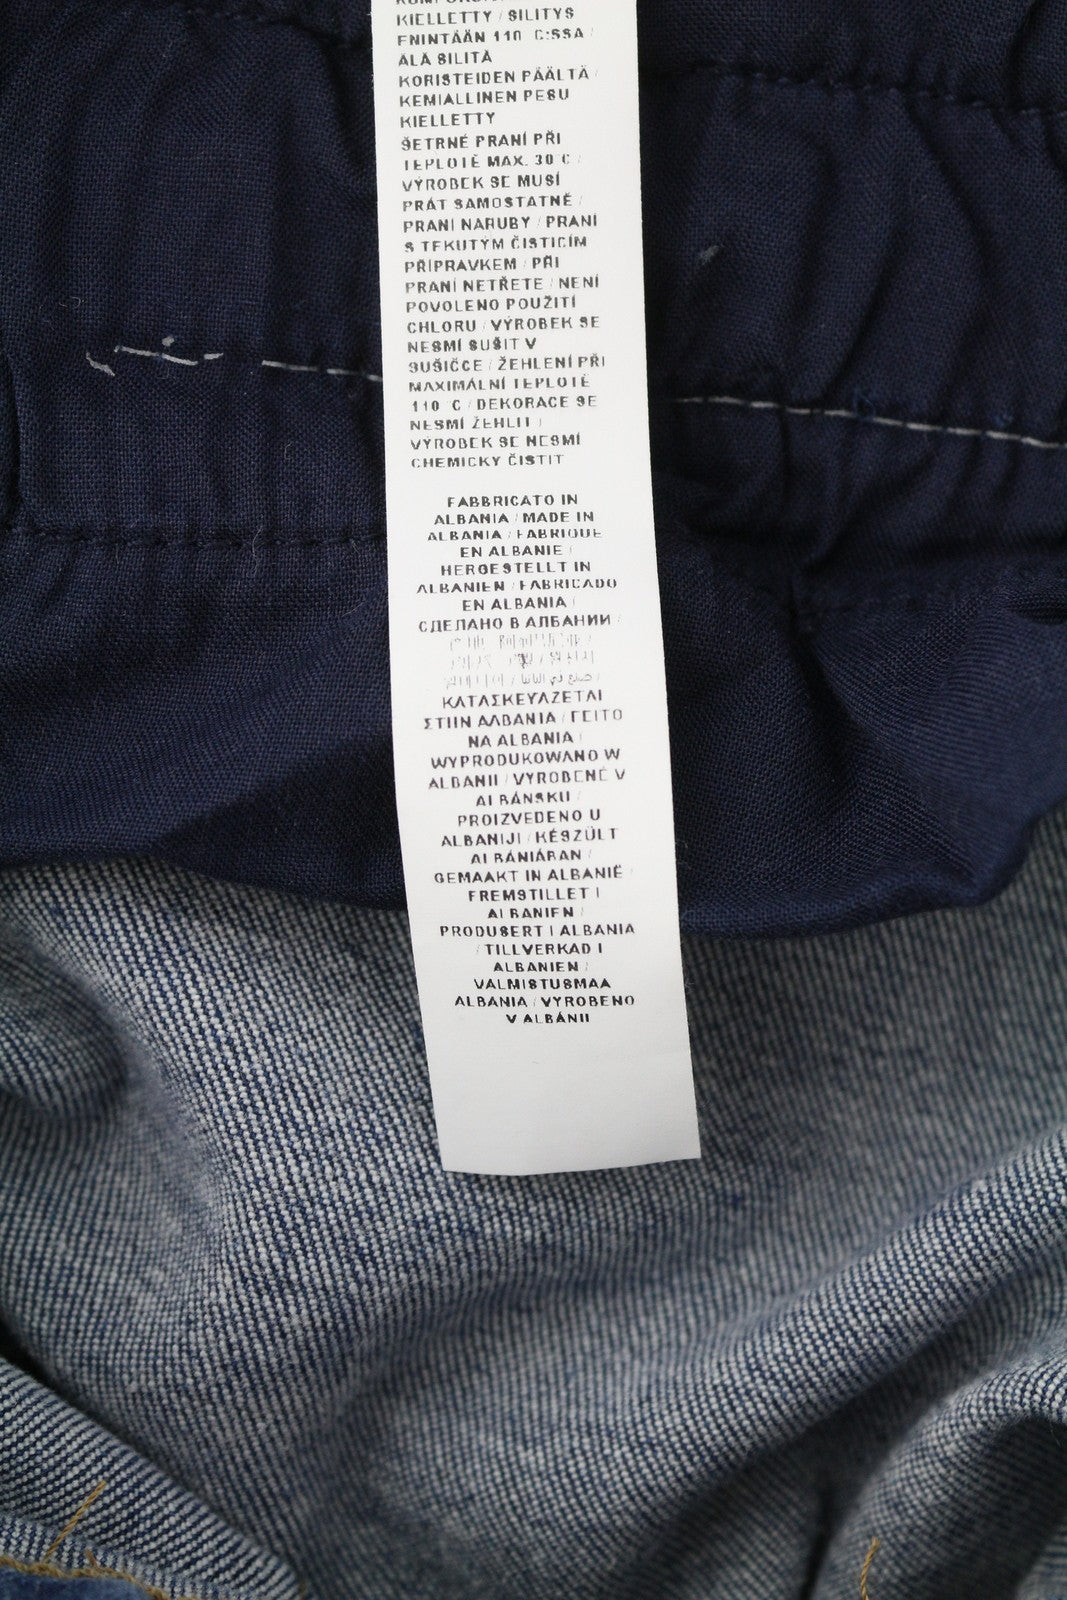 KIELLETTY / SILITYS
ENINTÄÄN 110 C:SSA /
ÄLÄ SILITÄ
KORISTEIDEN PÄÄLTÄ /
KEMIALLINEN PESU
KIELLETTY
ŠETRNÉ PRANÍ PŘI
TEPLOTĚ MAX. 30 C /
VÝROBEK SE MUSÍ
PRÁT SAMOSTATNĚ /
PRANÍ NARUBY / PRANÍ
S TEKUTÝM ČISTICÍM
PŘÍPRAVKEM / PŘI
PRANÍ NETŘETE / NENÍ
POVOLENO POUŽITÍ
CHLORU / VÝROBEK SE
NESMÍ SUŠIT V
SUŠIČCE / ŽEHLENÍ PŘI
MAXIMÁLNÍ TEPLOTĚ
110 C / DEKORACE SE
NESMÍ ŽEHLIT /
VÝROBEK SE NESMÍ
CHEMICKY ČISTIT
FABBRICATO IN
ALBANIA / MADE IN
ALBANIA / FABRIQUE
EN ALBANIE /
HERGESTELLT IN
ALBANIEN / FABRICADO
EN ALBANIA /
СДЕЛАНО В АЛБАНИИ /
صنع في البانيا /
ΚΑΤΑΣΚΕΥΑΖΕΤΑΙ
ΣΤΙΙΝ ΑΛΒΑΝΙΑ / FEITO
NA ALBANIA /
WYPRODUKOWANO W
ALBANII / VYROBENÉ V
ALBÁNSKU /
PROIZVEDENO U
ALBANIJI / KÉSZÜLT
ALBÁNIÁBAN /
GEMAAKT IN ALBANIË /
FREMSTILLET I
ALBANIEN /
PRODUSERT I ALBANIA
/ TILLVERKAD I
ALBANIEN /
VALMISTUSMAA
ALBANIA / VYROBENO
V ALBÁNII